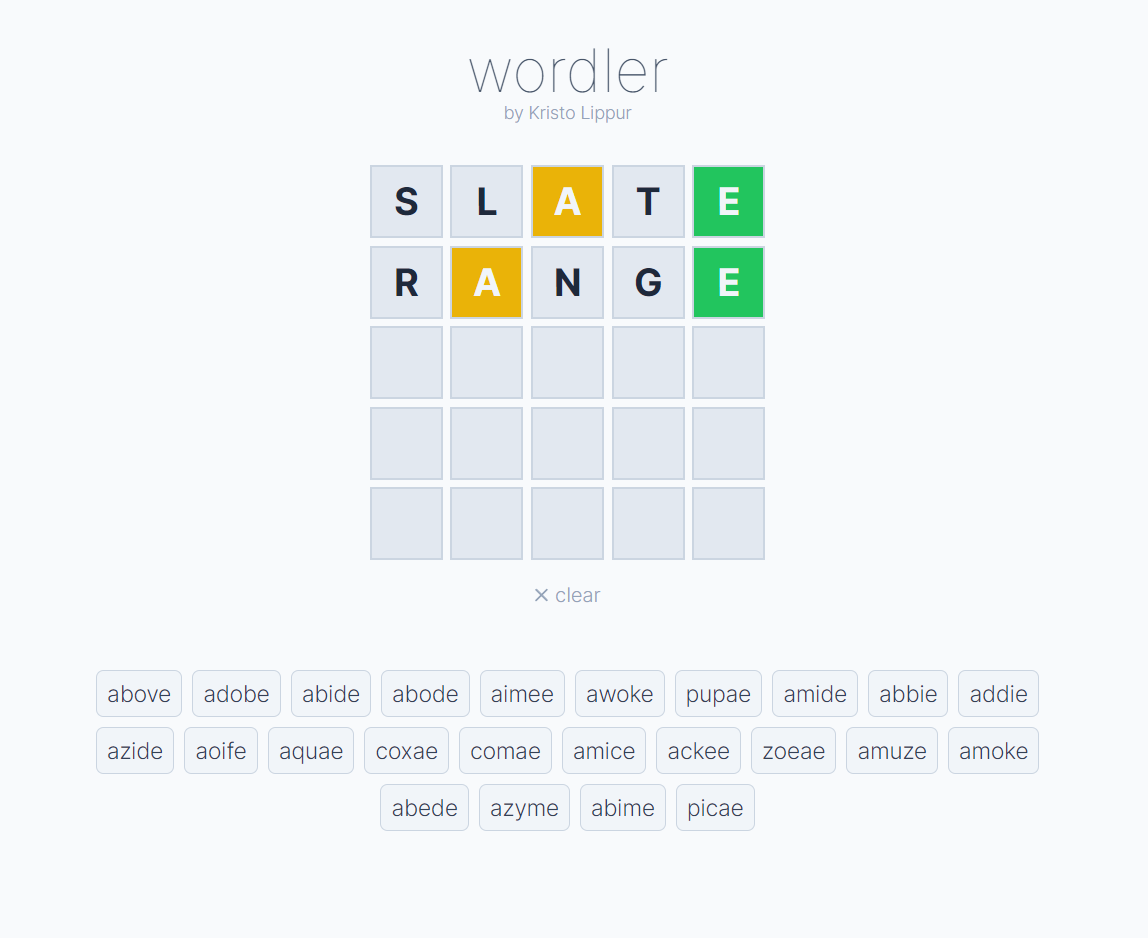 wordler
by Kristo Lippur
S L A T E
R A N G E
× clear
above adobe abide abode aimee awoke pupae amide abbie addie
azide aoife aquae coxae comae amice ackee zoeae amuze amoke
abede azyme abime picae